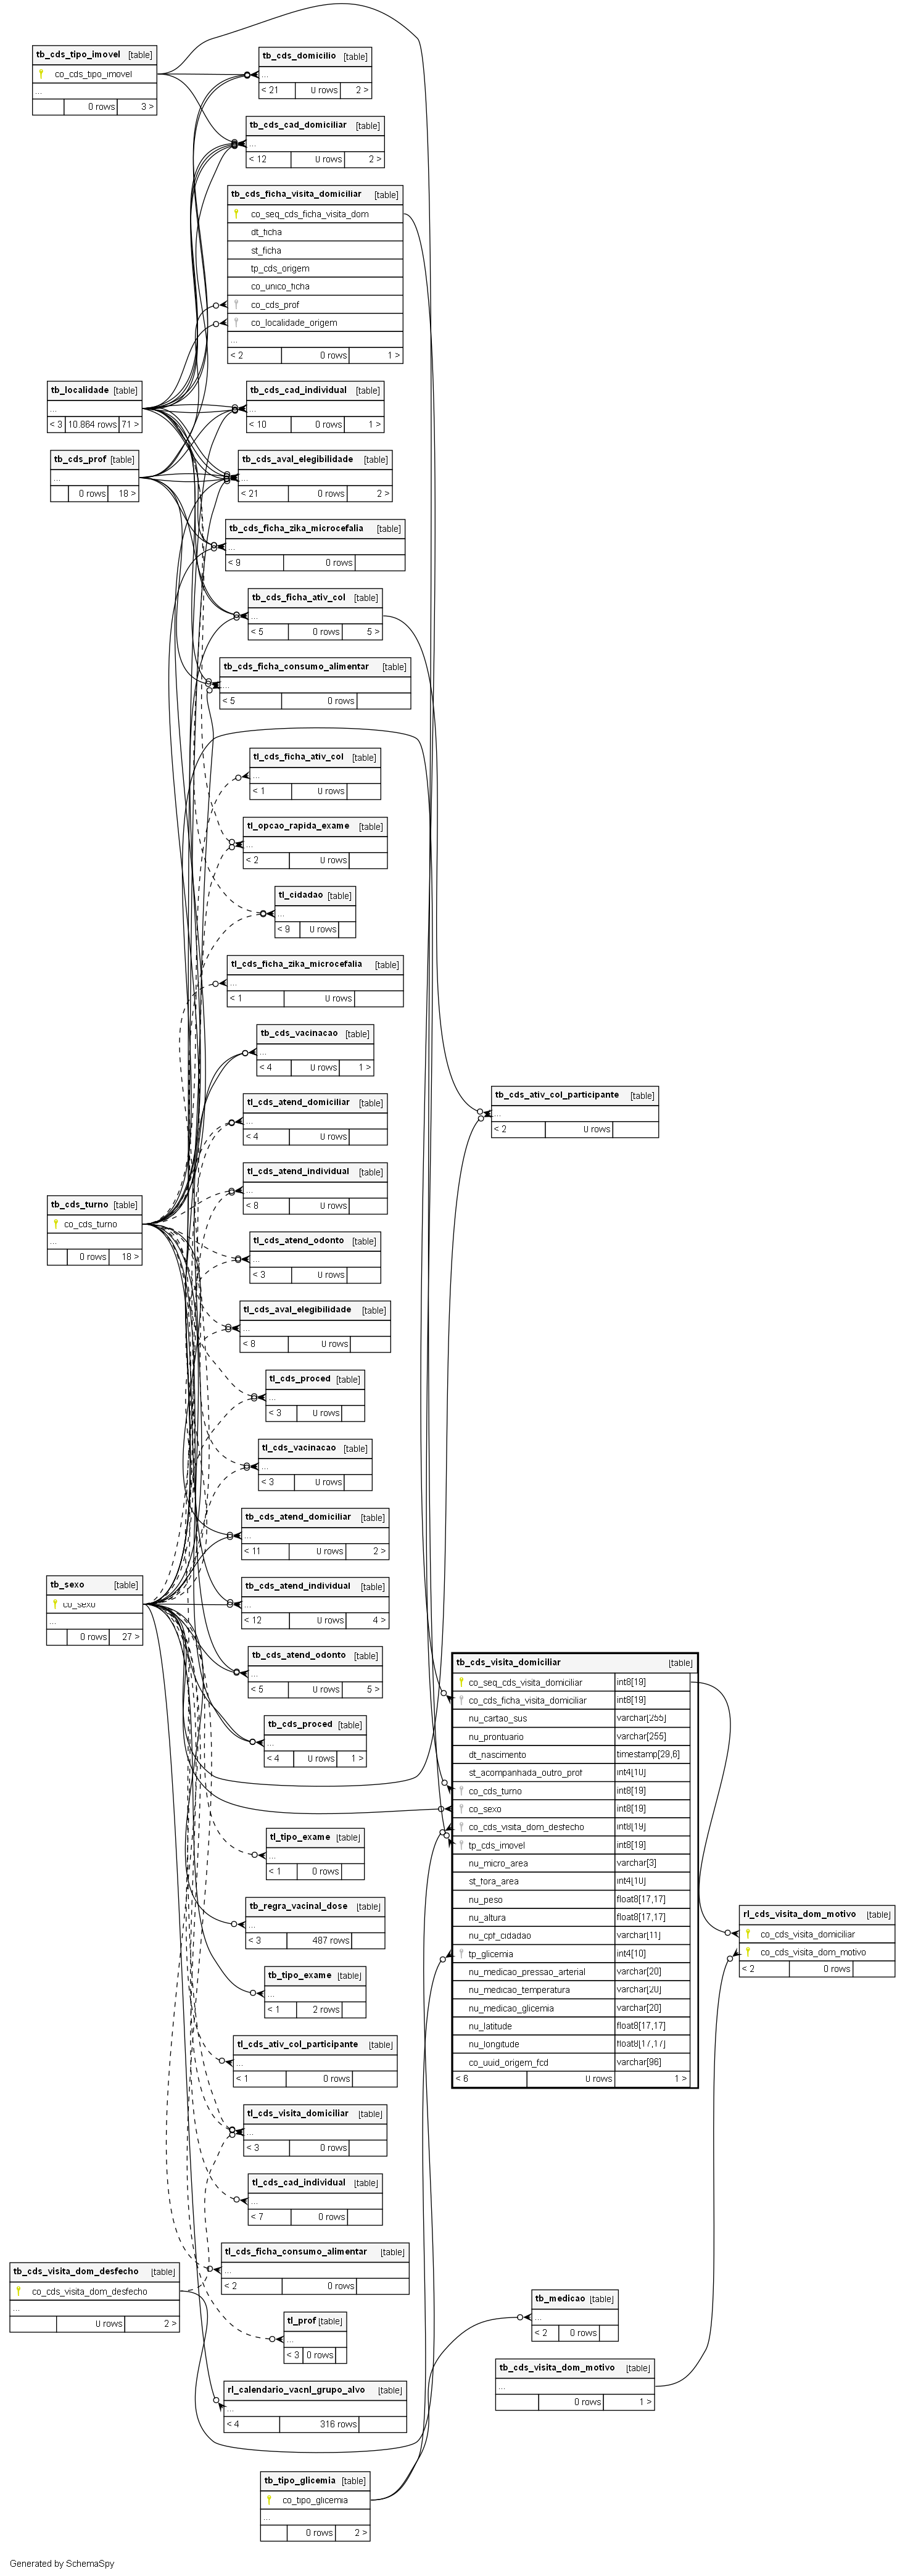 tb_cds_tipo_imovel [table]
co_cds_tipo_imovel
...
0 rows 3 >
tb_cds_domicilio [table]
...
< 21 0 rows 2 >
tb_cds_cad_domiciliar [table]
...
< 12 0 rows 2 >
tb_cds_ficha_visita_domiciliar [table]
co_seq_cds_ficha_visita_dom
dt_ficha
st_ficha
tp_cds_origem
co_unico_ficha
co_cds_prof
co_localidade_origem
...
< 2 0 rows 1 >
tb_localidade [table]
...
< 3 10.864 rows 71 >
tb_cds_cad_individual [table]
...
< 10 0 rows 1 >
tb_cds_prof [table]
...
0 rows 18 >
tb_cds_aval_elegibilidade [table]
...
< 21 0 rows 2 >
tb_cds_ficha_zika_microcefalia [table]
...
< 9 0 rows
tb_cds_ficha_ativ_col [table]
...
< 5 0 rows 5 >
tb_cds_ficha_consumo_alimentar [table]
...
< 5 0 rows
tl_cds_ficha_ativ_col [table]
...
< 1 0 rows
tl_opcao_rapida_exame [table]
...
< 2 0 rows
tl_cidadao [table]
...
< 9 0 rows
tl_cds_ficha_zika_microcefalia [table]
...
< 1 0 rows
tb_cds_vacinacao [table]
...
< 4 0 rows 1 >
tb_cds_ativ_col_participante [table]
...
< 2 0 rows
tl_cds_atend_domiciliar [table]
...
< 4 0 rows
tl_cds_atend_individual [table]
...
< 8 0 rows
tb_cds_turno [table]
co_cds_turno
...
0 rows 18 >
tl_cds_atend_odonto [table]
...
< 3 0 rows
tl_cds_aval_elegibilidade [table]
...
< 8 0 rows
tl_cds_proced [table]
...
< 3 0 rows
tl_cds_vacinacao [table]
...
< 3 0 rows
tb_cds_atend_domiciliar [table]
...
< 11 0 rows 2 >
tb_sexo [table]
co_sexo
...
0 rows 27 >
tb_cds_atend_individual [table]
...
< 12 0 rows 4 >
tb_cds_atend_odonto [table]
...
< 5 0 rows 5 >
tb_cds_proced [table]
...
< 4 0 rows 1 >
tb_cds_visita_domiciliar [table]
co_seq_cds_visita_domiciliar int8[19]
co_cds_ficha_visita_domiciliar int8[19]
nu_cartao_sus varchar[255]
nu_prontuario varchar[255]
dt_nascimento timestamp[29,6]
st_acompanhada_outro_prof int4[10]
co_cds_turno int8[19]
co_sexo int8[19]
co_cds_visita_dom_desfecho int8[19]
tp_cds_imovel int8[19]
nu_micro_area varchar[3]
st_fora_area int4[10]
nu_peso float8[17,17]
nu_altura float8[17,17]
nu_cpf_cidadao varchar[11]
tp_glicemia int4[10]
nu_medicao_pressao_arterial varchar[20]
nu_medicao_temperatura varchar[20]
nu_medicao_glicemia varchar[20]
nu_latitude float8[17,17]
nu_longitude float8[17,17]
co_uuid_origem_fcd varchar[96]
< 6 0 rows 1 >
rl_cds_visita_dom_motivo [table]
co_cds_visita_domiciliar
co_cds_visita_dom_motivo
< 2 0 rows
tl_tipo_exame [table]
...
< 1 0 rows
tb_regra_vacinal_dose [table]
...
< 3 487 rows
tb_tipo_exame [table]
...
< 1 2 rows
tl_cds_ativ_col_participante [table]
...
< 1 0 rows
tl_cds_visita_domiciliar [table]
...
< 3 0 rows
tl_cds_cad_individual [table]
...
< 7 0 rows
tl_cds_ficha_consumo_alimentar [table]
...
< 2 0 rows
tb_cds_visita_dom_desfecho [table]
co_cds_visita_dom_desfecho
...
0 rows 2 >
tl_prof [table]
...
< 3 0 rows
tb_medicao [table]
...
< 2 0 rows
tb_cds_visita_dom_motivo [table]
...
0 rows 1 >
rl_calendario_vacnl_grupo_alvo [table]
...
< 4 316 rows
tb_tipo_glicemia [table]
co_tipo_glicemia
...
0 rows 2 >
Generated by SchemaSpy